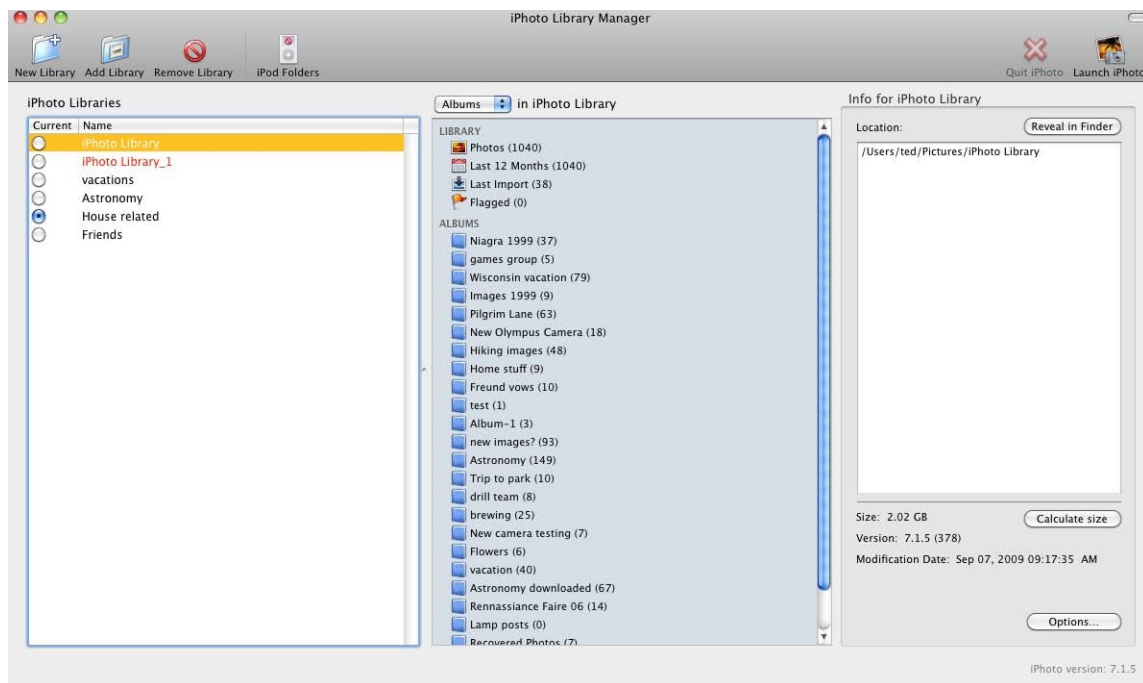 iPhoto Library Manager
New Library Add Library Remove Library iPod Folders
Quit iPhoto Launch iPhoto
iPhoto Libraries
Current Name
iPhoto Library
iPhoto Library_1
vacations
Astronomy
House related
Friends
Albums in iPhoto Library
LIBRARY
Photos (1040)
Last 12 Months (1040)
Last Import (38)
Flagged (0)
ALBUMS
Niagra 1999 (37)
games group (5)
Wisconsin vacation (79)
Images 1999 (9)
Pilgrim Lane (63)
New Olympus Camera (18)
Hiking images (48)
Home stuff (9)
Freund vows (10)
test (1)
Album-1 (3)
new images? (93)
Astronomy (149)
Trip to park (10)
drill team (8)
brewing (25)
New camera testing (7)
Flowers (6)
vacation (40)
Astronomy downloaded (67)
Rennassiance Faire 06 (14)
Lamp posts (0)
Recovered Photos (7)
Info for iPhoto Library
Location: Reveal in Finder
/Users/ted/Pictures/iPhoto Library
Size: 2.02 GB Calculate size
Version: 7.1.5 (378)
Modification Date: Sep 07, 2009 09:17:35 AM
Options...
iPhoto version: 7.1.5